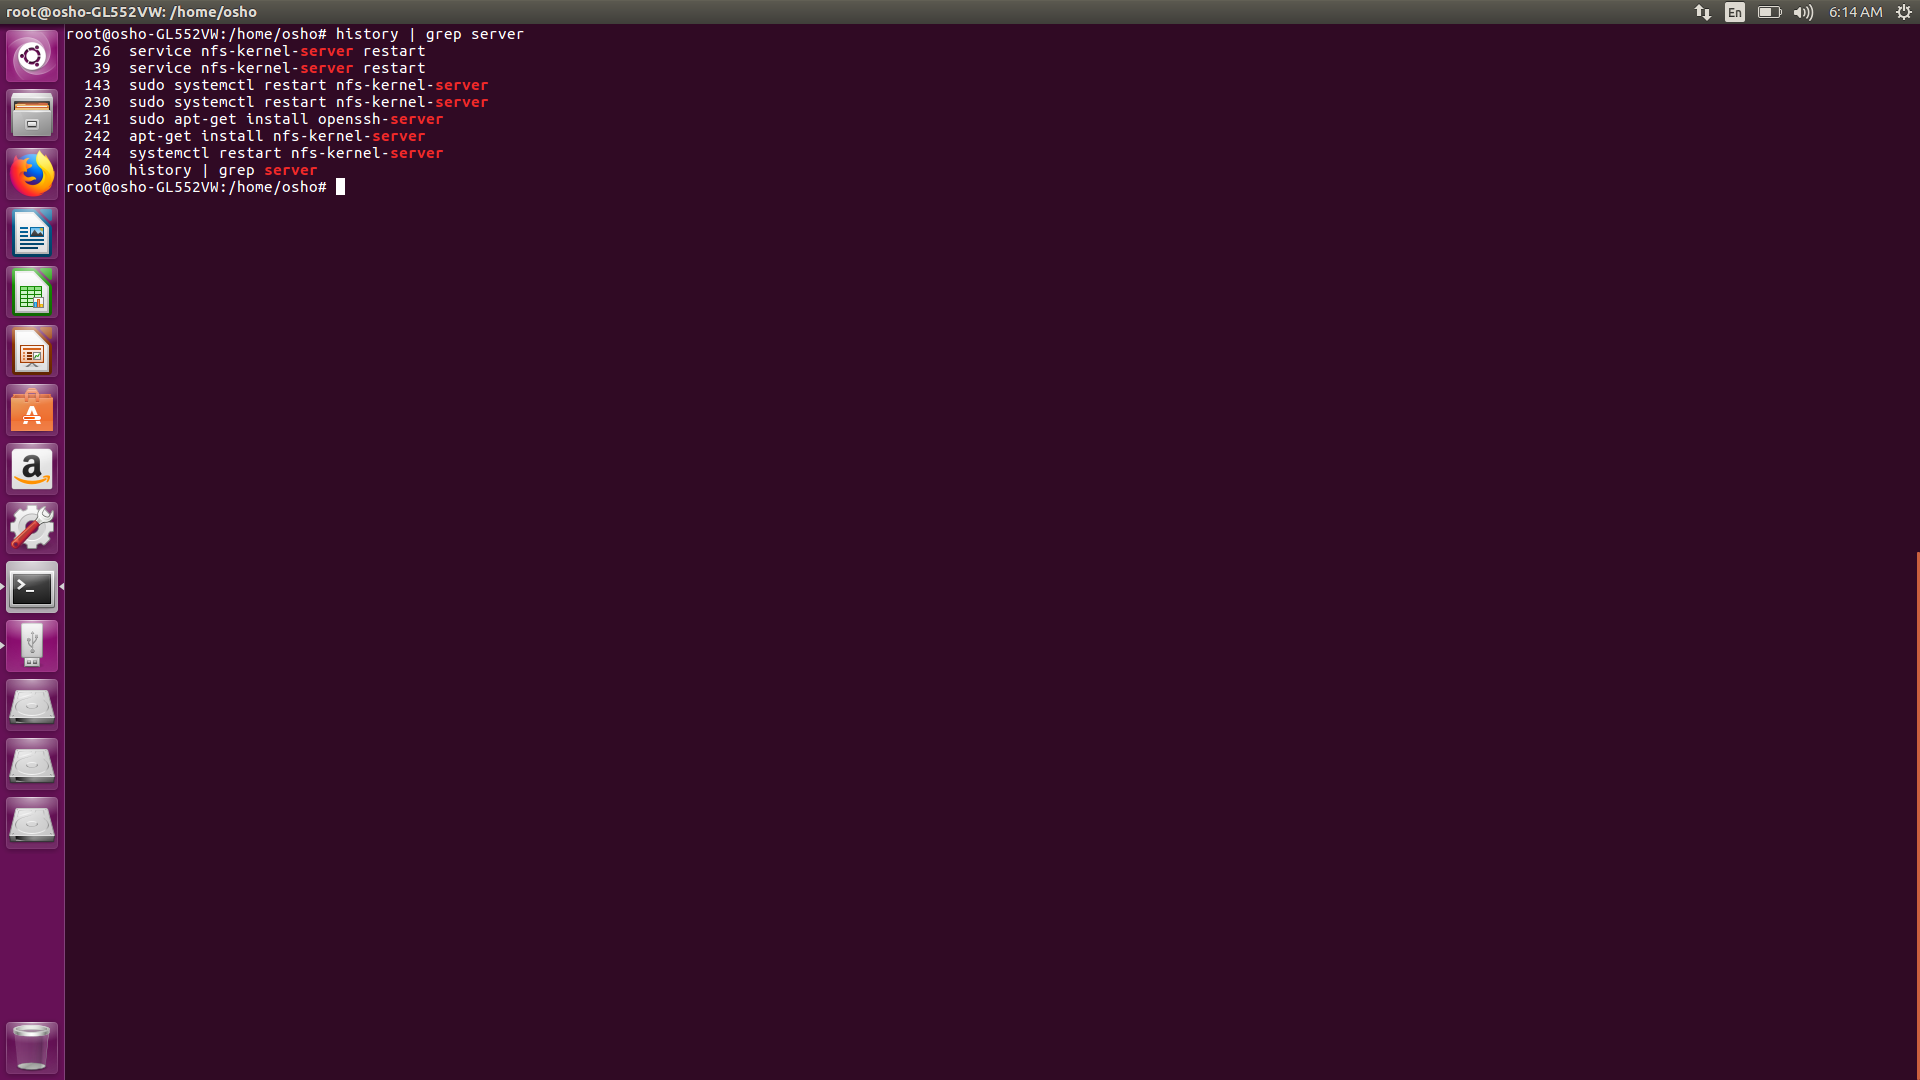 root@osho-GL552VW: /home/osho
En
6:14 AM
root@osho-GL552VW:/home/osho# history | grep server
26 service nfs-kernel-server restart
39 service nfs-kernel-server restart
143 sudo systemctl restart nfs-kernel-server
230 sudo systemctl restart nfs-kernel-server
241 sudo apt-get install openssh-server
242 apt-get install nfs-kernel-server
244 systemctl restart nfs-kernel-server
360 history | grep server
root@osho-GL552VW:/home/osho#
A
a
>_